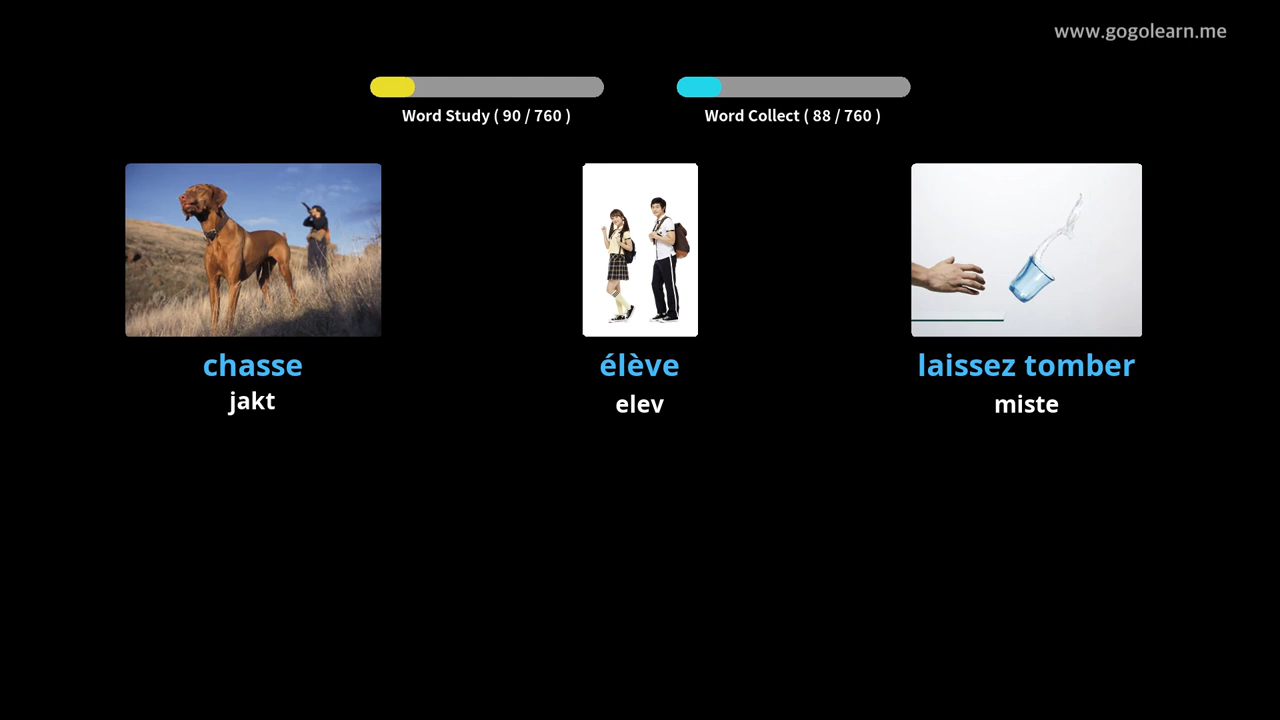 www.gogolearn.me
Word Study ( 90 / 760 )
Word Collect ( 88 / 760 )
chasse
jakt
élève
elev
laissez tomber
miste